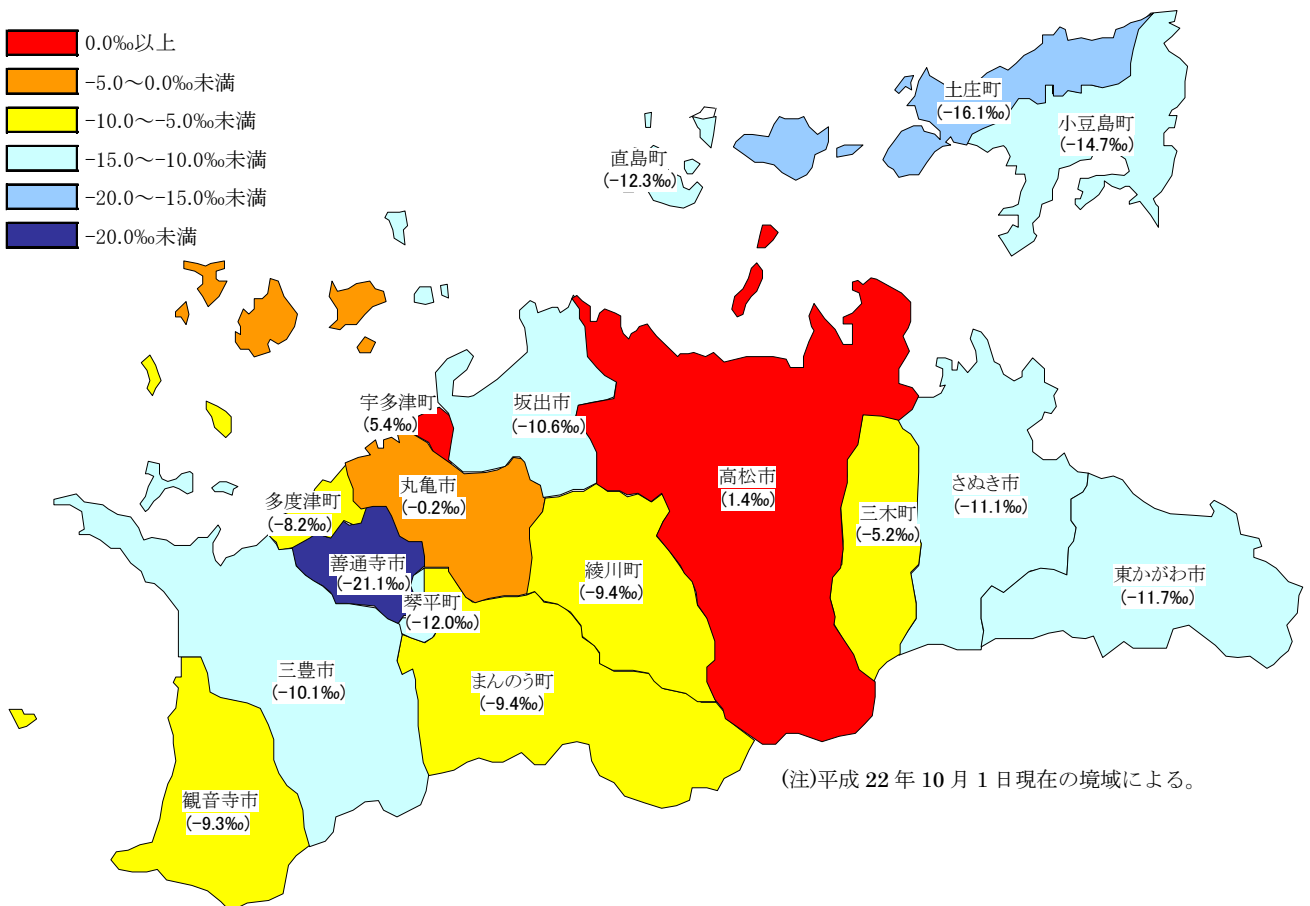 0.0‰以上
-5.0～0.0‰未満
-10.0～-5.0‰未満
-15.0～-10.0‰未満
-20.0～-15.0‰未満
-20.0‰未満
土庄町
(-16.1‰)
小豆島町
(-14.7‰)
直島町
(-12.3‰)
宇多津町
(5.4‰)
坂出市
(-10.6‰)
高松市
(1.4‰)
さぬき市
(-11.1‰)
丸亀市
(-0.2‰)
多度津町
(-8.2‰)
三木町
(-5.2‰)
善通寺市
(-21.1‰)
綾川町
(-9.4‰)
東かがわ市
(-11.7‰)
琴平町
(-12.0‰)
三豊市
(-10.1‰)
まんのう町
(-9.4‰)
観音寺市
(-9.3‰)
(注)平成 22 年 10 月 1 日現在の境域による。